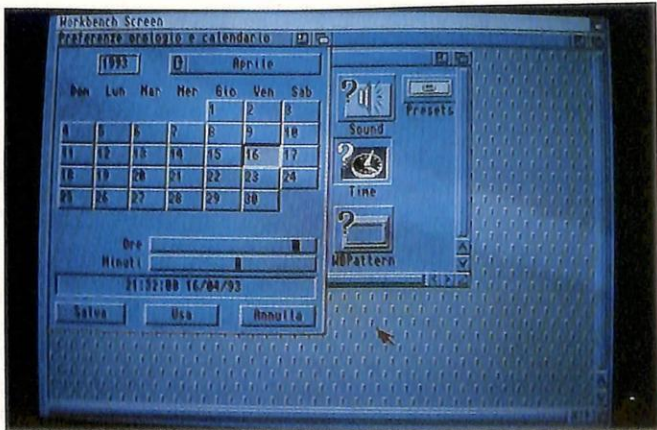 Workbench Screen
Preferenze orologio e calendario
1993 Aprile
Dom Lun Mar Mer Gio Ven Sab
1 2 3
4 5 6 7 8 9 10
11 12 13 14 15 16 17
18 19 20 21 22 23 24
25 26 27 28 29 30
Ore
Minuti
21:32:00 16/04/93
Salva Usa Annulla
Sound
Presets
Time
WBPattern